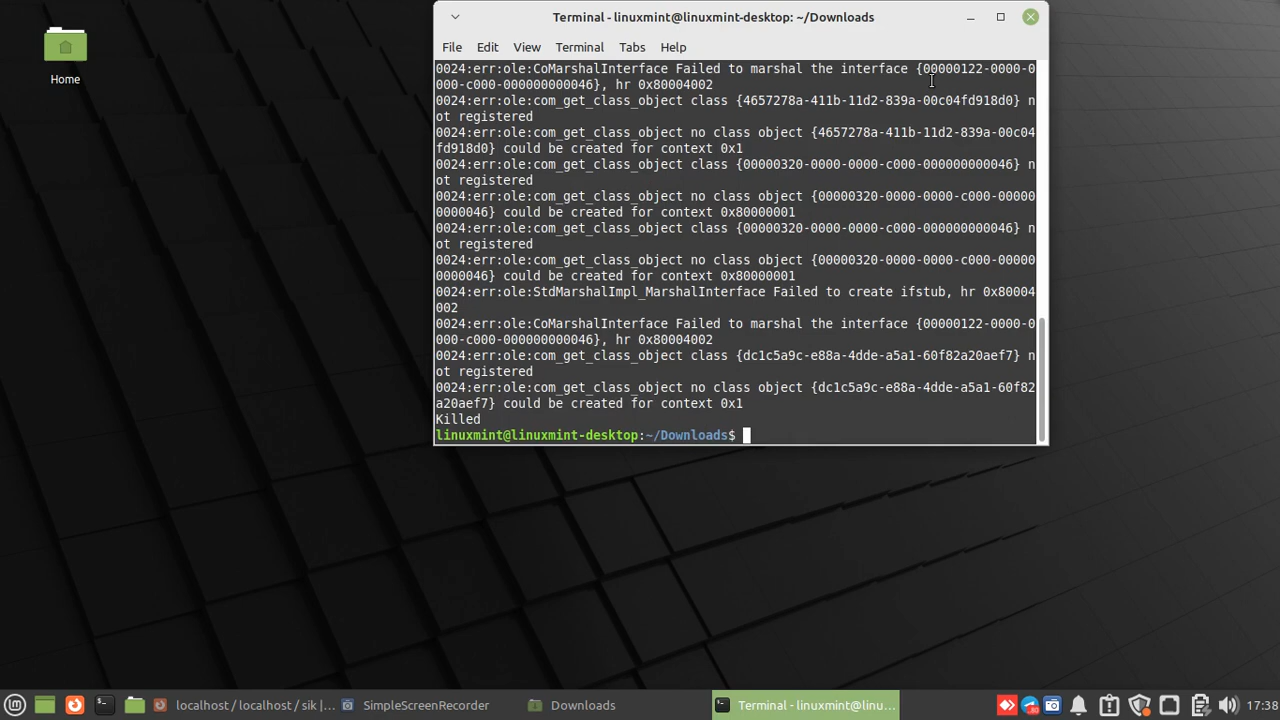 Terminal - linuxmint@linuxmint-desktop: ~/Downloads
File Edit View Terminal Tabs Help
Home
0024:err:ole:CoMarshalInterface Failed to marshal the interface {00000122-0000-0
000-c000-000000000046}, hr 0x80004002
0024:err:ole:com_get_class_object class {4657278a-411b-11d2-839a-00c04fd918d0} n
ot registered
0024:err:ole:com_get_class_object no class object {4657278a-411b-11d2-839a-00c04
fd918d0} could be created for context 0x1
0024:err:ole:com_get_class_object class {00000320-0000-0000-c000-000000000046} n
ot registered
0024:err:ole:com_get_class_object no class object {00000320-0000-0000-c000-00000
0000046} could be created for context 0x80000001
0024:err:ole:com_get_class_object class {00000320-0000-0000-c000-000000000046} n
ot registered
0024:err:ole:com_get_class_object no class object {00000320-0000-0000-c000-00000
0000046} could be created for context 0x80000001
0024:err:ole:StdMarshalImpl_MarshalInterface Failed to create ifstub, hr 0x80004
002
0024:err:ole:CoMarshalInterface Failed to marshal the interface {00000122-0000-0
000-c000-000000000046}, hr 0x80004002
0024:err:ole:com_get_class_object class {dc1c5a9c-e88a-4dde-a5a1-60f82a20aef7} n
ot registered
0024:err:ole:com_get_class_object no class object {dc1c5a9c-e88a-4dde-a5a1-60f82
a20aef7} could be created for context 0x1
Killed
linuxmint@linuxmint-desktop:~/Downloads$
localhost / localhost / sík |... SimpleScreenRecorder Downloads Terminal - linuxmint@linu... 17:38